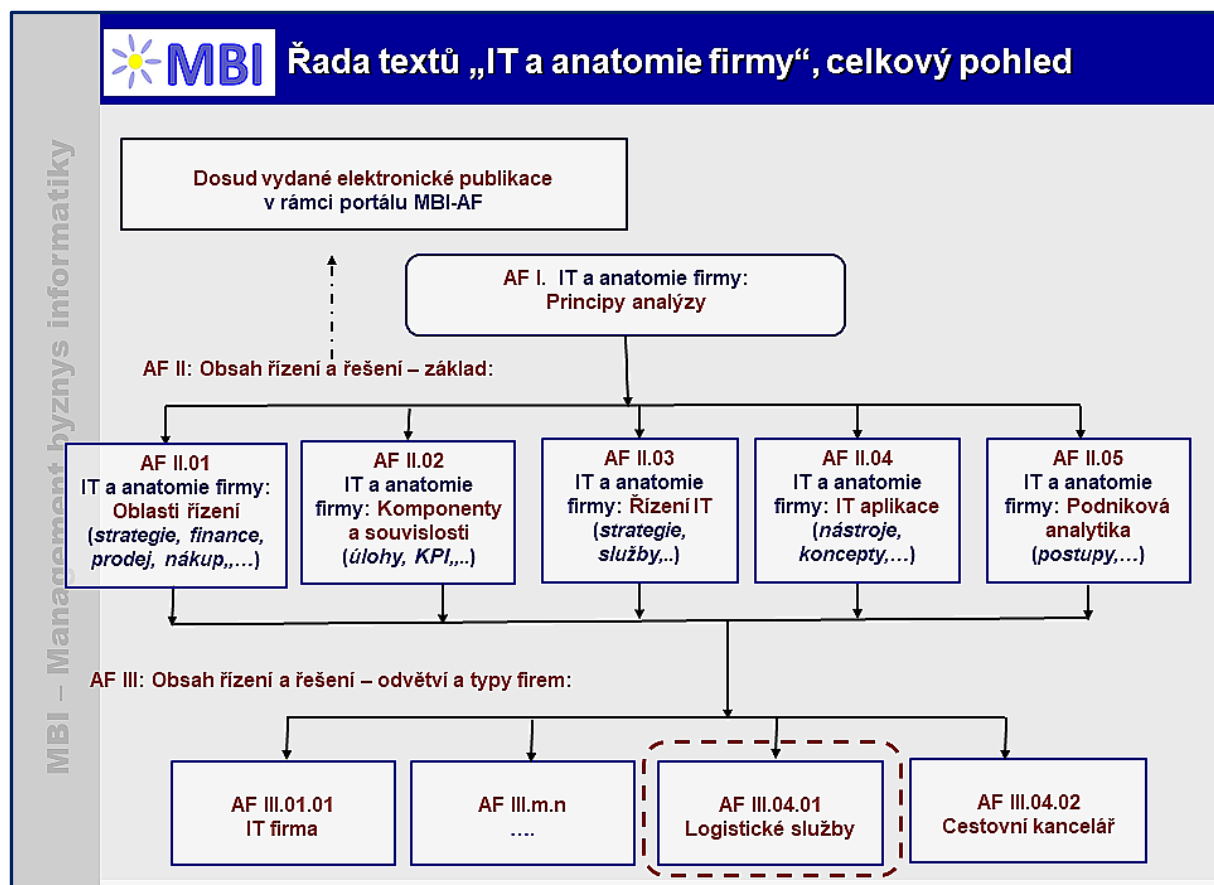 MBI
Řada textů „IT a anatomie firmy“, celkový pohled
MBI – Management byznys informatiky
Dosud vydané elektronické publikace
v rámci portálu MBI-AF
AF I. IT a anatomie firmy:
Principy analýzy
AF II: Obsah řízení a řešení – základ:
AF II.01
IT a anatomie firmy:
Oblasti řízení
(strategie, finance,
prodej, nákup,,…)
AF II.02
IT a anatomie
firmy: Komponenty
a souvislosti
(úlohy, KPI,,..)
AF II.03
IT a anatomie
firmy: Řízení IT
(strategie,
služby,..)
AF II.04
IT a anatomie
firmy: IT aplikace
(nástroje,
koncepty,…)
AF II.05
IT a anatomie
firmy: Podniková
analytika
(postupy,…)
AF III: Obsah řízení a řešení – odvětví a typy firem:
AF III.01.01
IT firma
AF III.m.n
….
AF III.04.01
Logistické služby
AF III.04.02
Cestovní kancelář